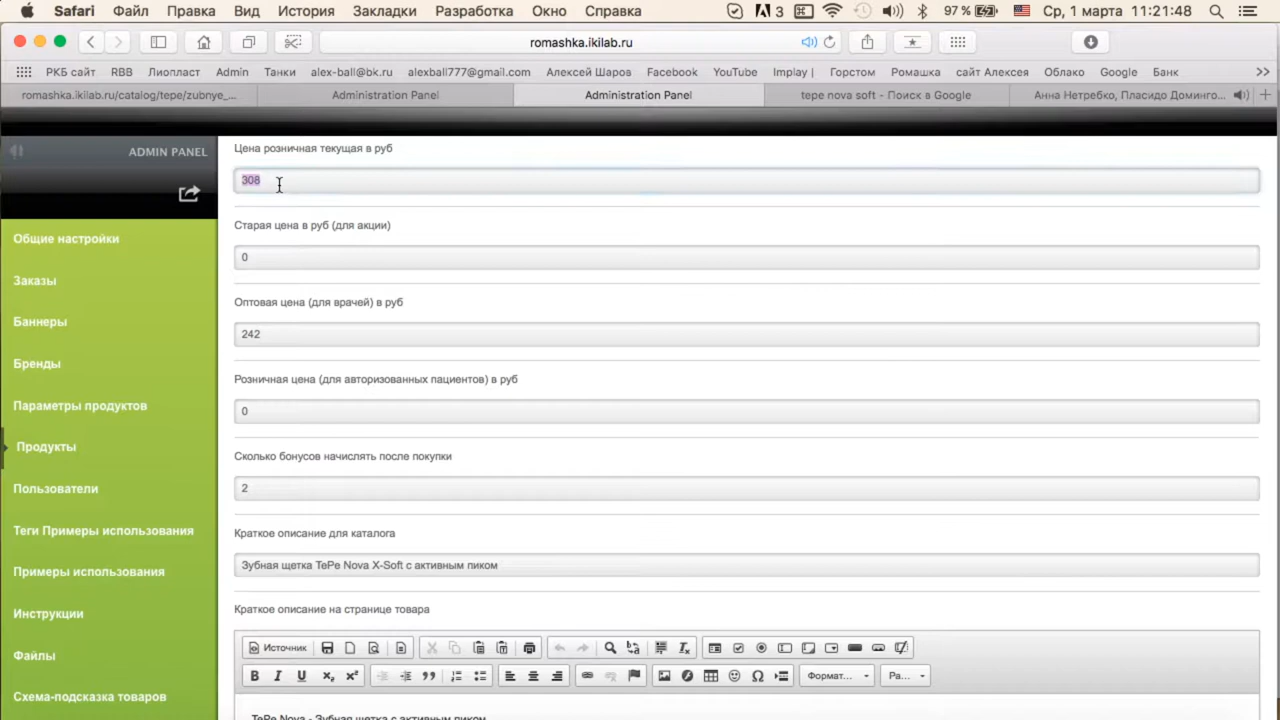 Safari Файл Правка Вид История Закладки Разработка Окно Справка 3 97 % Ср, 1 марта 11:21:48
romashka.ikilab.ru
РКБ сайт RBB Лиопласт Admin Танки alex-ball@bk.ru alexball777@gmail.com Алексей Шаров Facebook YouTube Implay | Горстом Ромашка сайт Алексея Облако Google Банк
romashka.ikilab.ru/catalog/tepe/zubnye_... Administration Panel Administration Panel tepe nova soft - Поиск в Google Анна Нетребко, Пласидо Доминго...
ADMIN PANEL
Общие настройки
Заказы
Баннеры
Бренды
Параметры продуктов
Продукты
Пользователи
Теги Примеры использования
Примеры использования
Инструкции
Файлы
Схема-подсказка товаров
Цена розничная текущая в руб
308
Старая цена в руб (для акции)
0
Оптовая цена (для врачей) в руб
242
Розничная цена (для авторизованных пациентов) в руб
0
Сколько бонусов начислять после покупки
2
Краткое описание для каталога
Зубная щетка TePe Nova X-Soft с активным пиком
Краткое описание на странице товара
Источник
Формат... Ра...
TePe Nova - Зубная щетка с активным пиком